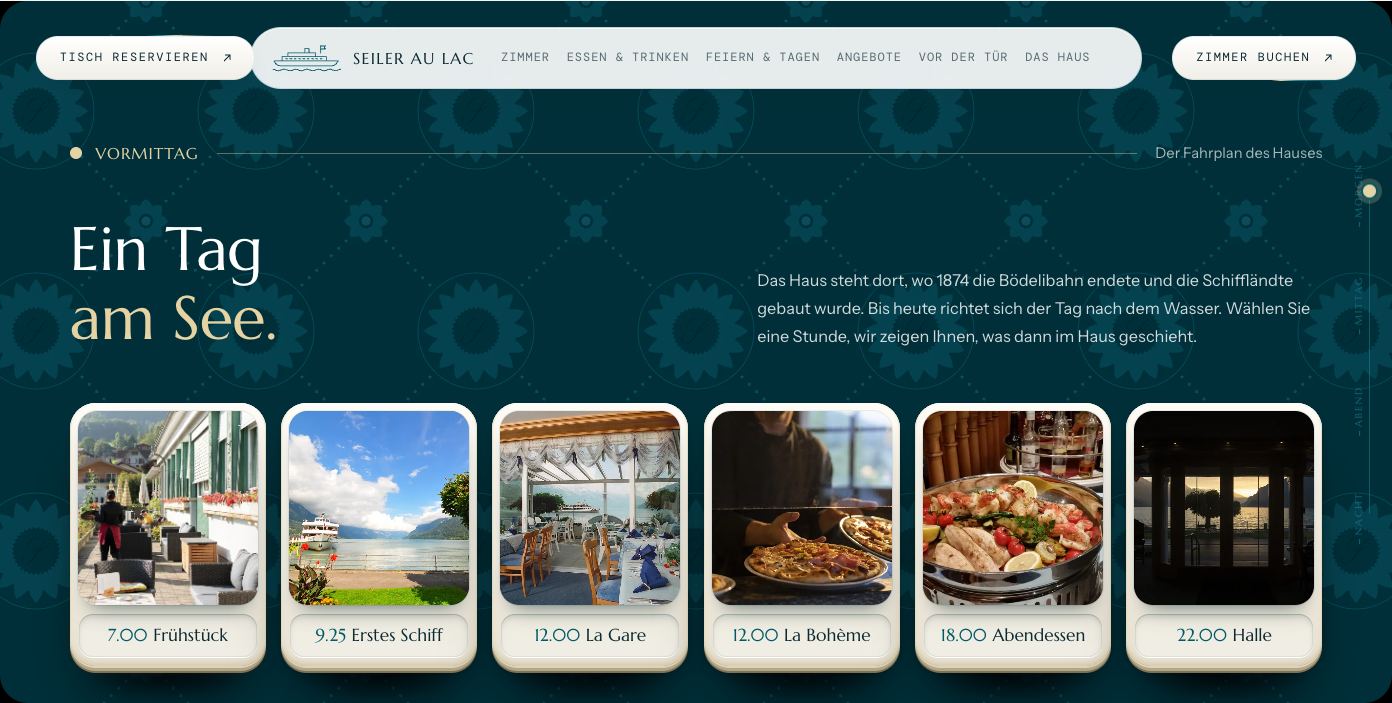 TISCH RESERVIEREN ↗
SEILER AU LAC
ZIMMER ESSEN & TRINKEN FEIERN & TAGEN ANGEBOTE VOR DER TÜR DAS HAUS
ZIMMER BUCHEN ↗
VORMITTAG
Der Fahrplan des Hauses
Ein Tag
am See.
Das Haus steht dort, wo 1874 die Bödelibahn endete und die Schiffländte
gebaut wurde. Bis heute richtet sich der Tag nach dem Wasser. Wählen Sie
eine Stunde, wir zeigen Ihnen, was dann im Haus geschieht.
– MORGEN
– MITTAG
– ABEND
– NACHT
7.00 Frühstück
9.25 Erstes Schiff
12.00 La Gare
12.00 La Bohème
18.00 Abendessen
22.00 Halle